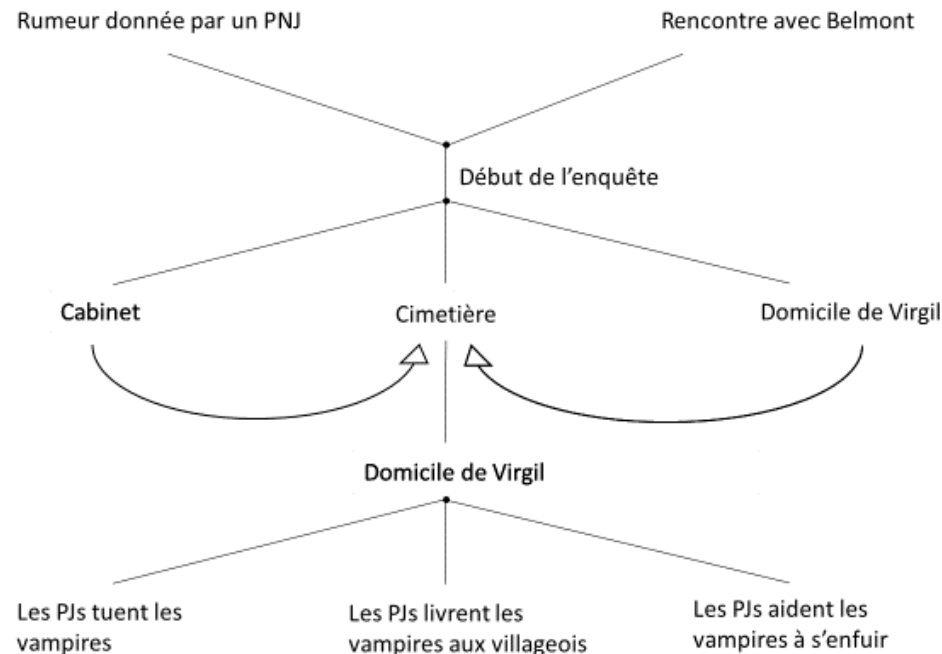 Rumeur donnée par un PNJ
Rencontre avec Belmont
Début de l’enquête
Cabinet
Cimetière
Domicile de Virgil
Domicile de Virgil
Les PJs tuent les
vampires
Les PJs livrent les
vampires aux villageois
Les PJs aident les
vampires à s’enfuir